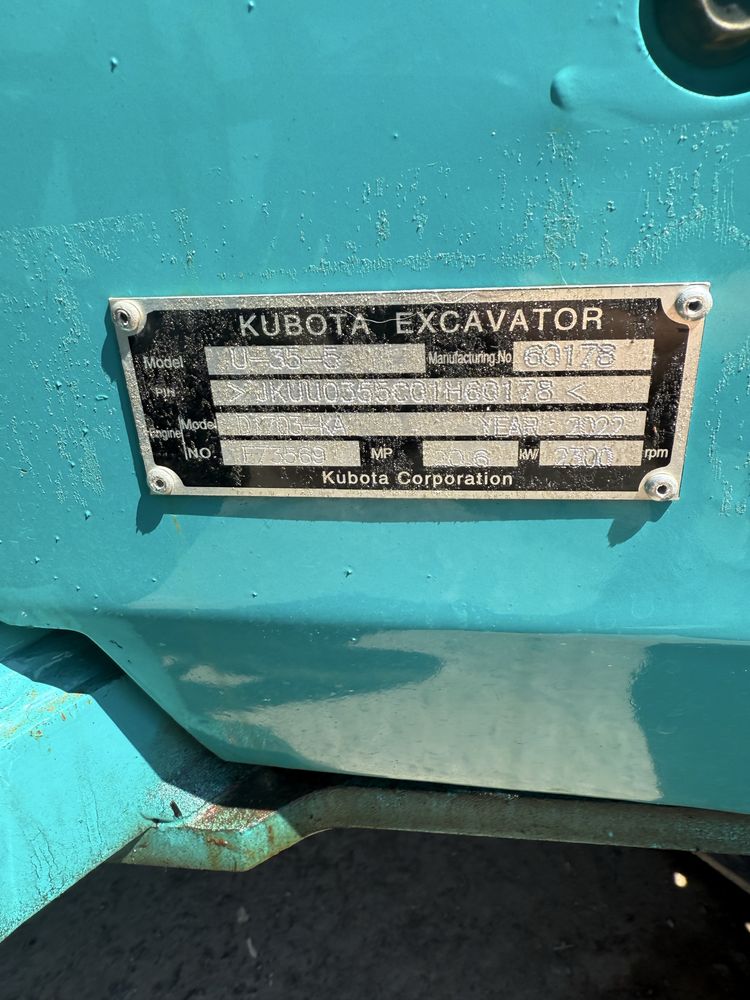 KUBOTA EXCAVATOR
Model U-35-5 Manufacturing.No. 60178
PIN >JKUU0355C01H60178<
Engine Model D1703-KA YEAR: 2022
NO. F73569 MP 20.6 kW/ 2300 rpm
Kubota Corporation